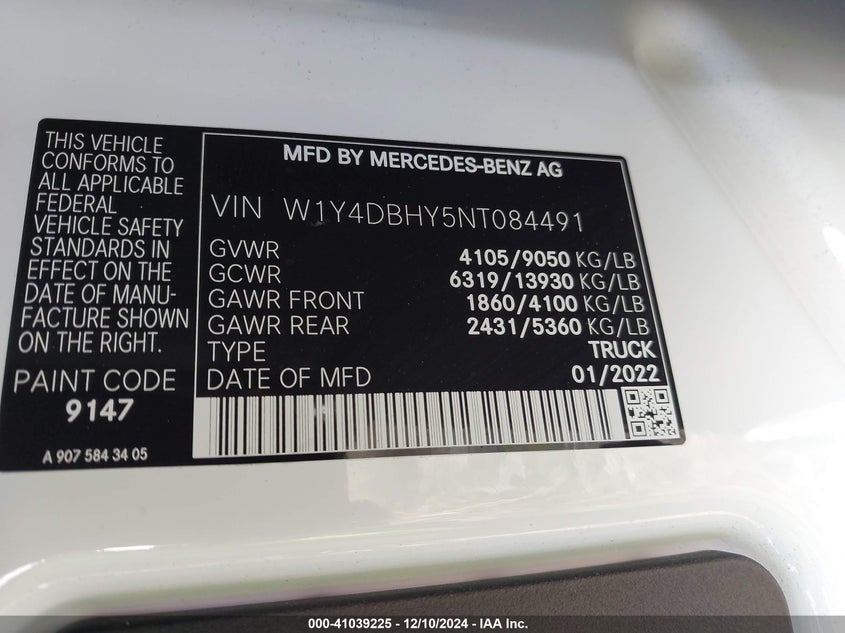 THIS VEHICLE
CONFORMS TO
ALL APPLICABLE
FEDERAL
VEHICLE SAFETY
STANDARDS IN
EFFECT ON THE
DATE OF MANU-
FACTURE SHOWN
ON THE RIGHT.
PAINT CODE
9147
A 907 584 34 05
MFD BY MERCEDES-BENZ AG
VIN W1Y4DBHY5NT084491
GVWR 4105/9050 KG/LB
GCWR 6319/13930 KG/LB
GAWR FRONT 1860/4100 KG/LB
GAWR REAR 2431/5360 KG/LB
TYPE TRUCK
DATE OF MFD 01/2022
000-41039225 - 12/10/2024 - IAA Inc.